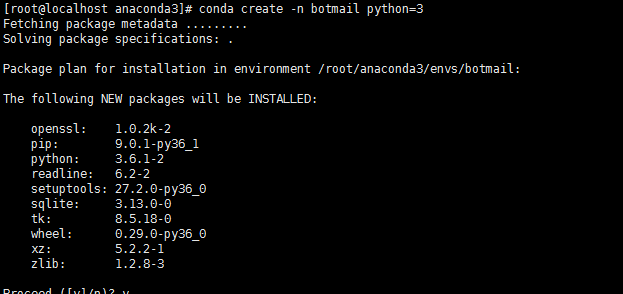 [root@localhost anaconda3]# conda create -n botmail python=3
Fetching package metadata .........
Solving package specifications: .
Package plan for installation in environment /root/anaconda3/envs/botmail:
The following NEW packages will be INSTALLED:
openssl: 1.0.2k-2
pip: 9.0.1-py36_1
python: 3.6.1-2
readline: 6.2-2
setuptools: 27.2.0-py36_0
sqlite: 3.13.0-0
tk: 8.5.18-0
wheel: 0.29.0-py36_0
xz: 5.2.2-1
zlib: 1.2.8-3
Proceed ([y]/n)? y